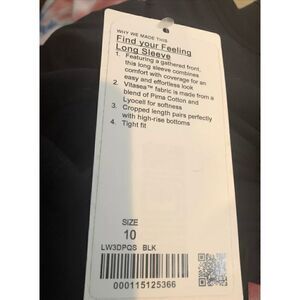 WHY WE MADE THIS
Find your Feeling
Long Sleeve
1. Featuring a gathered front,
this long sleeve combines
comfort with coverage for an
easy and effortless look
2. Vitasea™ fabric is made from a
blend of Pima Cotton and
Lyocell for softness
3. Cropped length pairs perfectly
with high-rise bottoms
4. Tight fit
SIZE
10
LW3DPQS BLK
000115125366